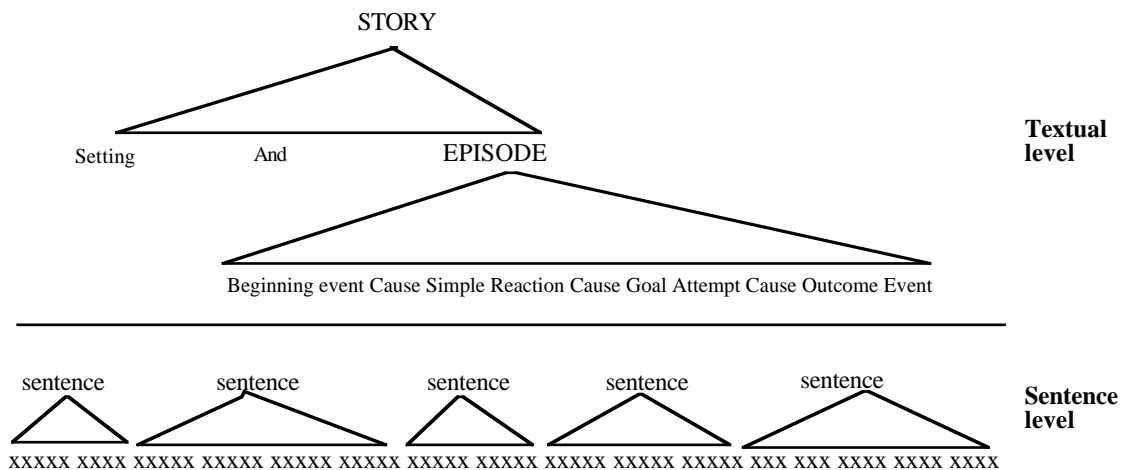 STORY
Setting And EPISODE
Textual level
Beginning event Cause Simple Reaction Cause Goal Attempt Cause Outcome Event
sentence sentence sentence sentence sentence
Sentence level
xxxxx xxxx xxxxx xxxxx xxxxx xxxxx xxxxx xxxxx xxxxx xxxxx xxxxx xxx xxx xxxx xxxx xxxx